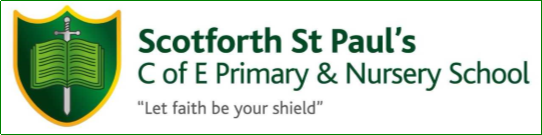 Scotforth St Paul's
C of E Primary & Nursery School
“Let faith be your shield”